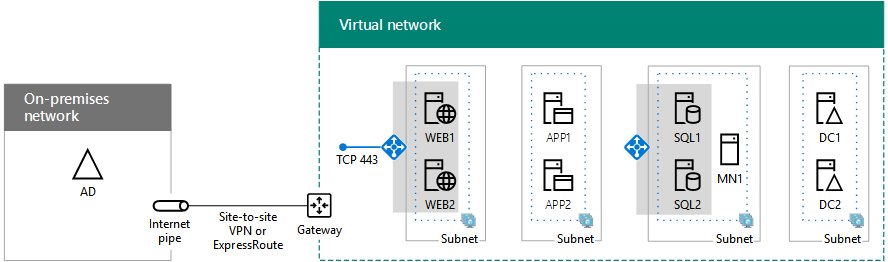 Virtual network
On-premises
network
AD
Internet
pipe
Site-to-site
VPN or
ExpressRoute
Gateway
TCP 443
WEB1
WEB2
Subnet
APP1
APP2
Subnet
SQL1
SQL2
MN1
Subnet
DC1
DC2
Subnet